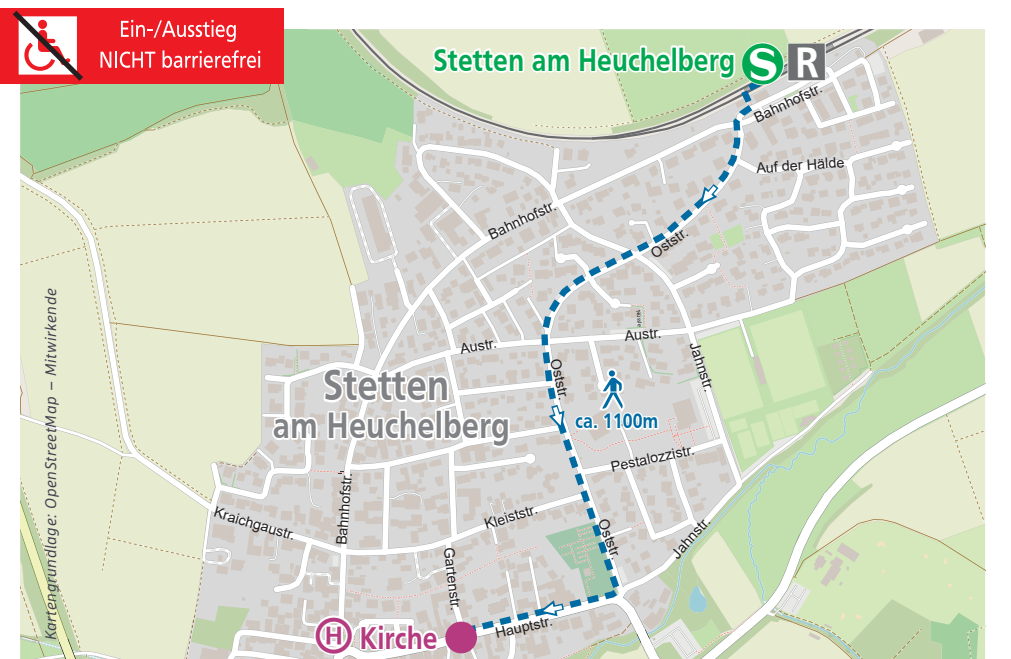 Ein-/Ausstieg
NICHT barrierefrei
Stetten am Heuchelberg S R
Bahnhofstr.
Auf der Hälde
Bahnhofstr.
Oststr.
Austr.
Austr.
Jahnstr.
Oststr.
Stetten
am Heuchelberg
ca. 1100m
Pestalozzistr.
Bahnhofstr.
Kraichgaustr.
Kleiststr.
Oststr.
Jahnstr.
Gartenstr.
Hauptstr.
H Kirche
Kartengrundlage: OpenStreetMap – Mitwirkende